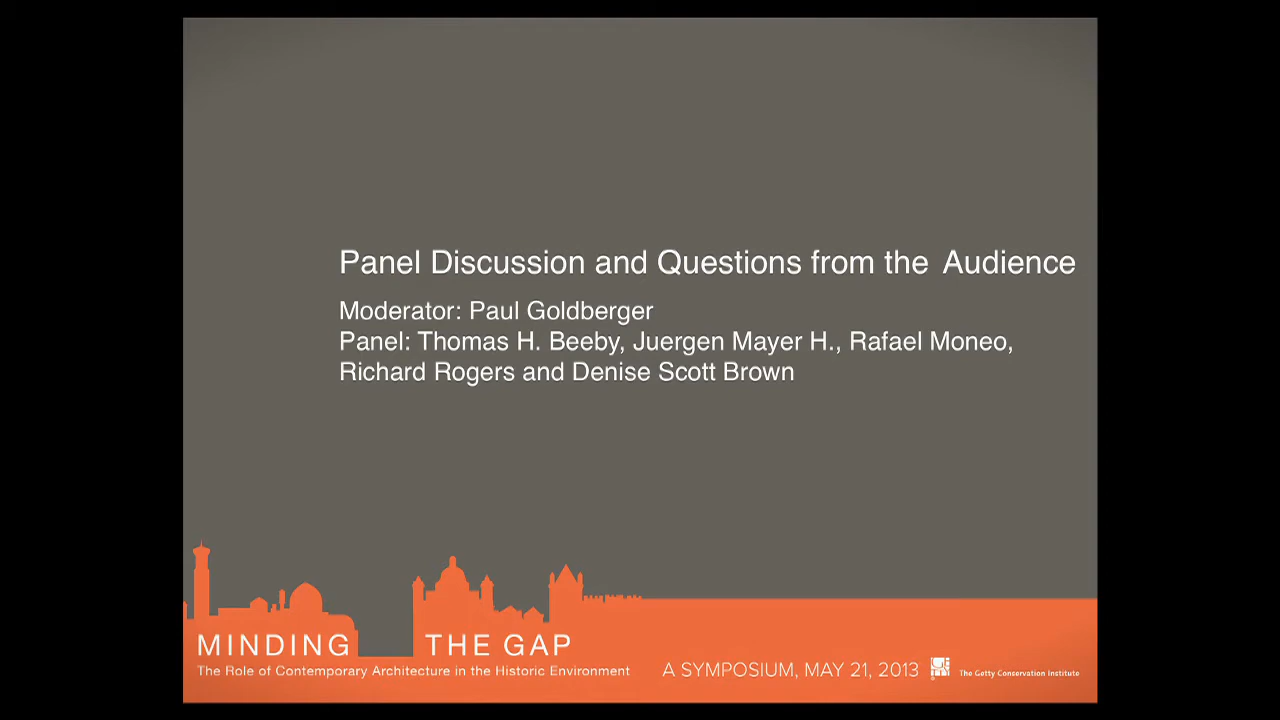 Panel Discussion and Questions from the Audience
Moderator: Paul Goldberger
Panel: Thomas H. Beeby, Juergen Mayer H., Rafael Moneo,
Richard Rogers and Denise Scott Brown
MINDING THE GAP
The Role of Contemporary Architecture in the Historic Environment
A SYMPOSIUM, MAY 21, 2013
The Getty Conservation Institute